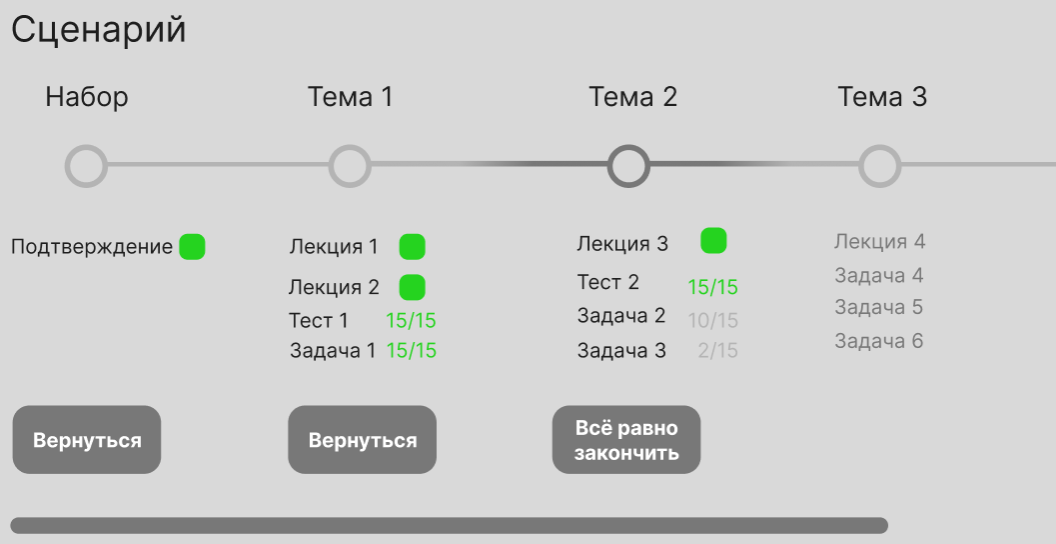 Сценарий
Набор
Тема 1
Тема 2
Тема 3
Подтверждение
Лекция 1
Лекция 2
Тест 1 15/15
Задача 1 15/15
Лекция 3
Тест 2 15/15
Задача 2 10/15
Задача 3 2/15
Лекция 4
Задача 4
Задача 5
Задача 6
Вернуться
Вернуться
Всё равно
закончить